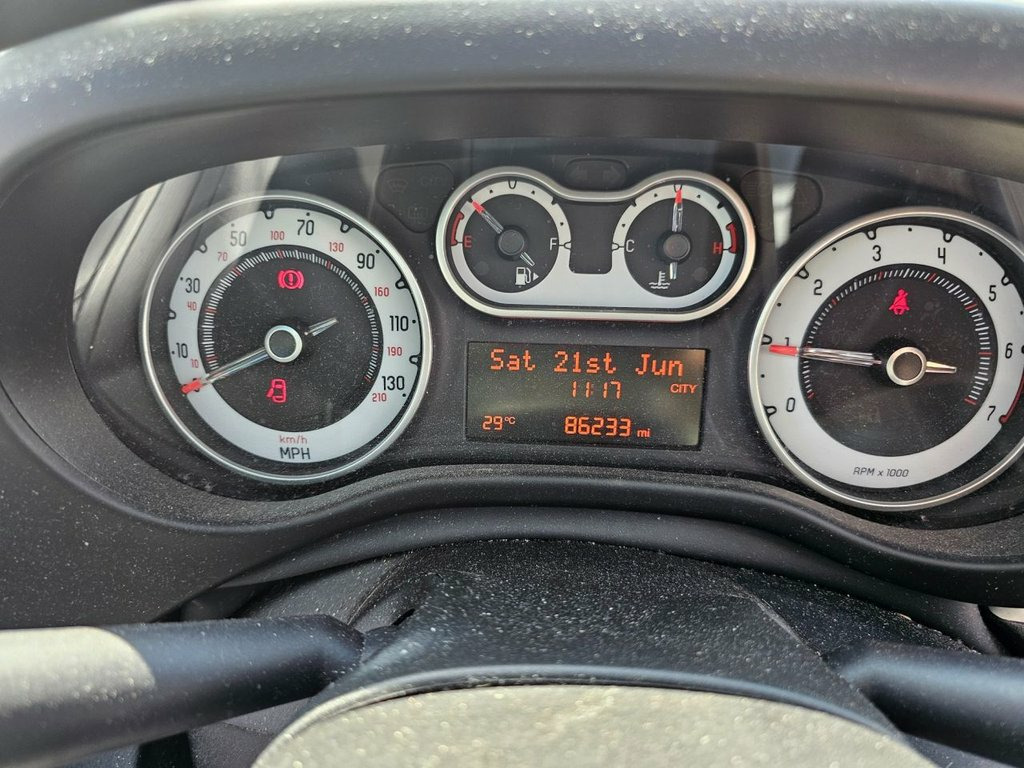 10 30 50 70 90 110 130
10 40 70 100 130 160 190 210
km/h
MPH
E F
C H
Sat 21st Jun
11:17
CITY
29°C
86233 mi
0 1 2 3 4 5 6 7
RPM x 1000